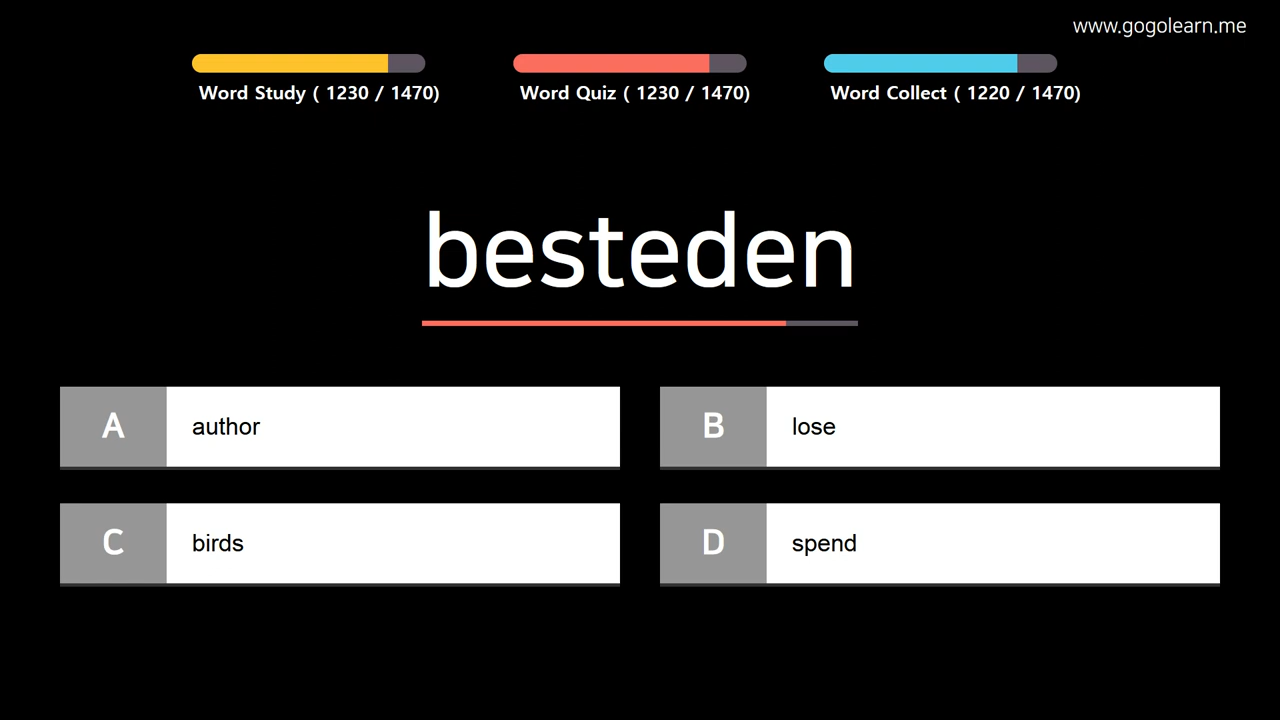 www.gogolearn.me
Word Study ( 1230 / 1470)
Word Quiz ( 1230 / 1470)
Word Collect ( 1220 / 1470)
besteden
A author
B lose
C birds
D spend